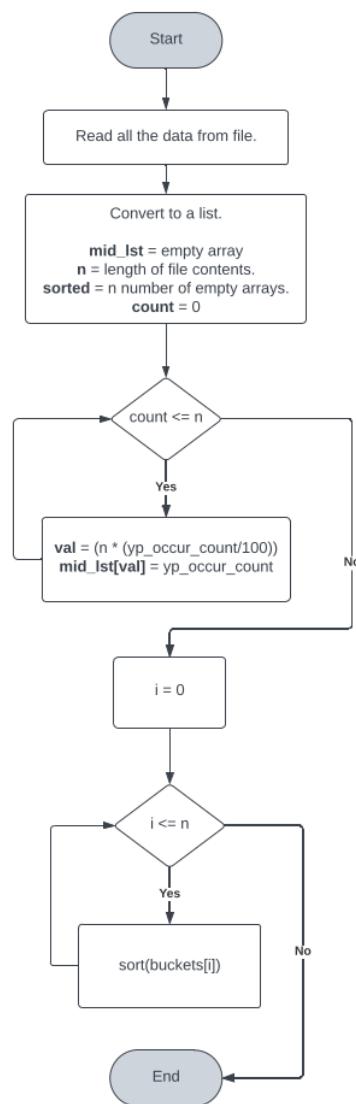 Start
Read all the data from file.
Convert to a list.
mid_lst = empty array
n = length of file contents.
sorted = n number of empty arrays.
count = 0
count <= n
Yes
val = (n * (yp_occur_count/100))
mid_lst[val] = yp_occur_count
No
i = 0
i <= n
Yes
sort(buckets[i])
No
End